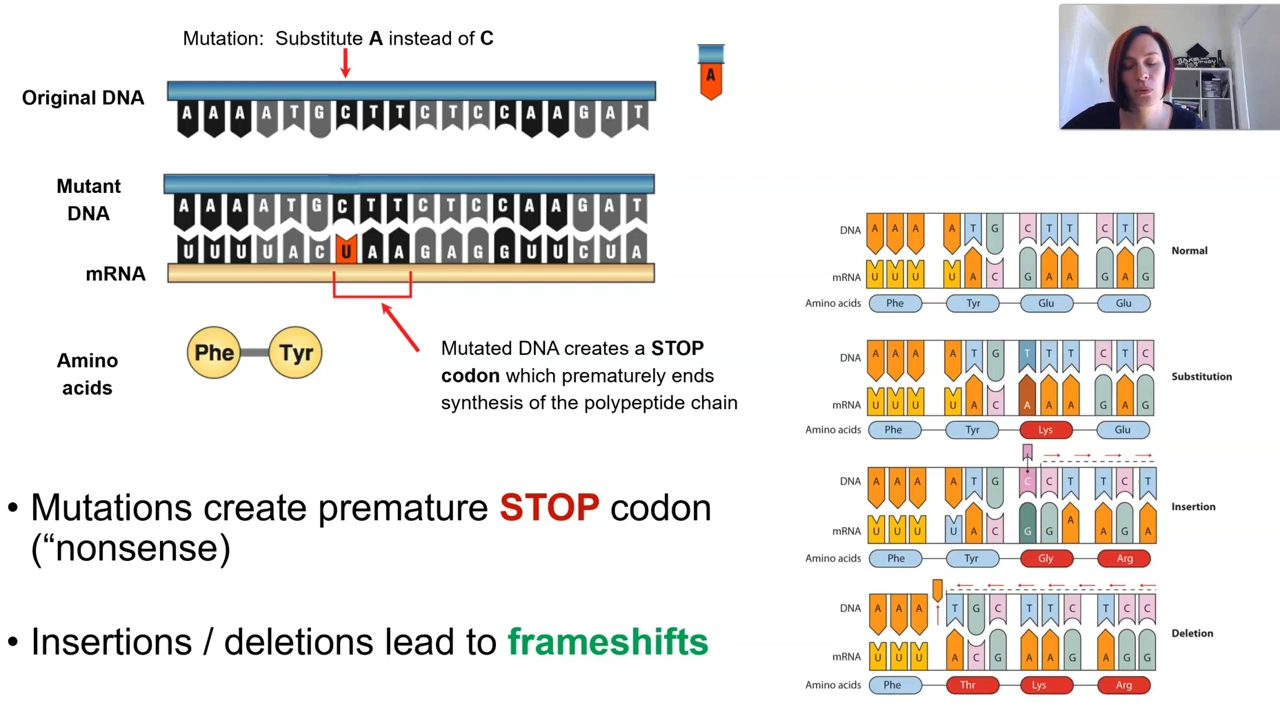 Mutation:  Substitute A instead of C
A
Original DNA
A A A A T G C T T C T C C A A G A T
Mutant
DNA
A A A A T G C T T C T C C A A G A T
U U U U A C U A A G A G G U U C U A
mRNA
Phe Tyr
Amino
acids
Mutated DNA creates a STOP
codon which prematurely ends
synthesis of the polypeptide chain
• Mutations create premature STOP codon
(“nonsense)
• Insertions / deletions lead to frameshifts
DNA A A A A T G C T T C T C
Normal
mRNA U U U U A C G A A G A G
Amino acids Phe Tyr Glu Glu
DNA A A A A T G T T T C T C
Substitution
mRNA U U U U A C A A A G A G
Amino acids Phe Tyr Lys Glu
DNA A A A A T G C C T T C T
Insertion
mRNA U U U U A C G G A A G A
Amino acids Phe Tyr Gly Arg
DNA A A A T G C T T C T C C
Deletion
mRNA U U U A C G A A G A G G
Amino acids Phe Thr Lys Arg